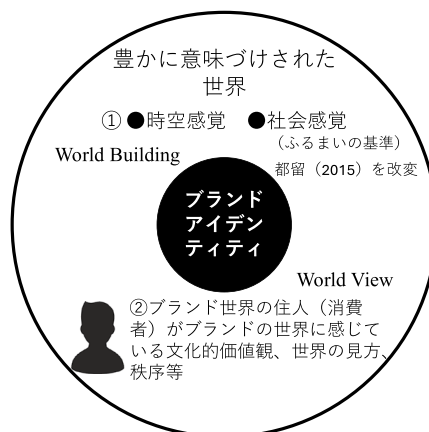 豊かに意味づけされた
世界
① ●時空感覚 ●社会感覚
（ふるまいの基準）
World Building
都留（2015）を改変
ブランド
アイデン
ティティ
World View
②ブランド世界の住人（消費
者）がブランドの世界に感じて
いる文化的価値観、世界の見方、
秩序等